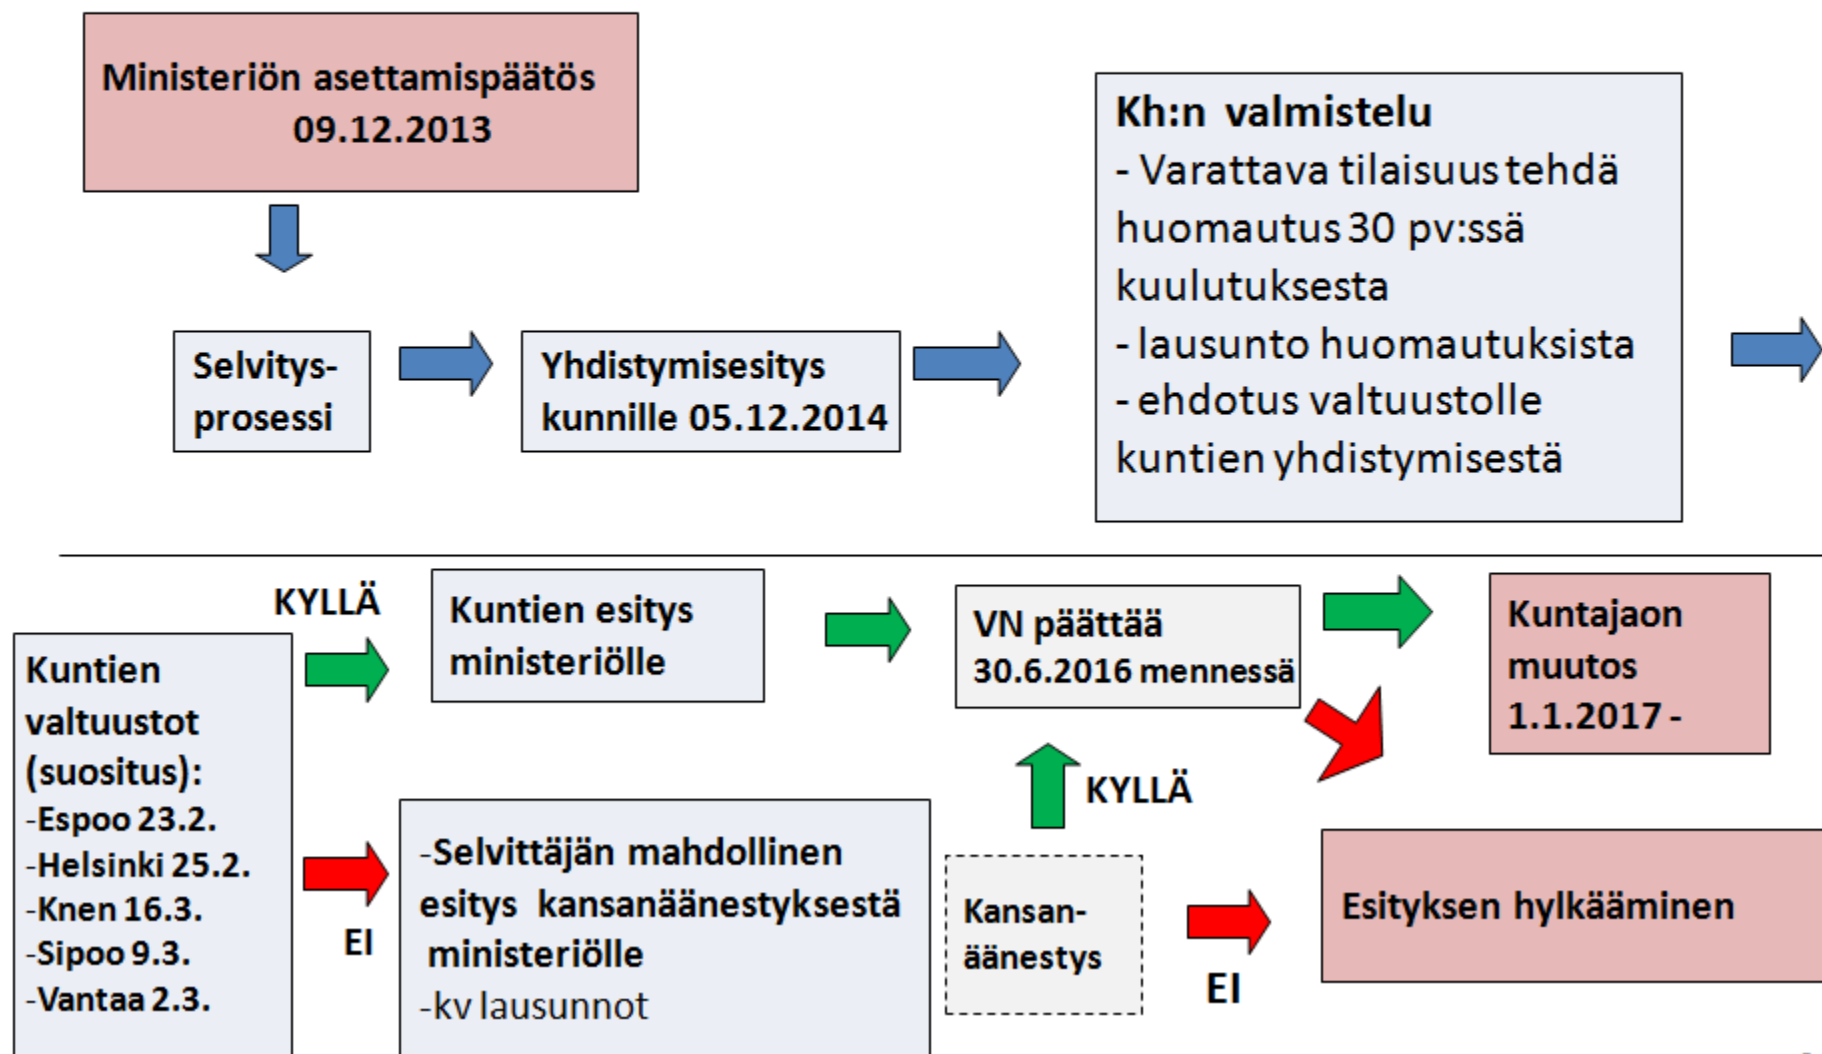 Ministeriön asettamispäätös
09.12.2013
Selvitys-
prosessi
Yhdistymisesitys
kunnille 05.12.2014
Kh:n valmistelu
- Varattava tilaisuus tehdä
huomautus 30 pv:ssä
kuulutuksesta
- lausunto huomautuksista
- ehdotus valtuustolle
kuntien yhdistymisestä
Kuntien
valtuustot
(suositus):
-Espoo 23.2.
-Helsinki 25.2.
-Knen 16.3.
-Sipoo 9.3.
-Vantaa 2.3.
KYLLÄ
Kuntien esitys
ministeriölle
EI
-Selvittäjän mahdollinen
esitys kansanäänestyksestä
ministeriölle
-kv lausunnot
VN päättää
30.6.2016 mennessä
KYLLÄ
Kansan-
äänestys
EI
Kuntajaon
muutos
1.1.2017 -
Esityksen hylkääminen